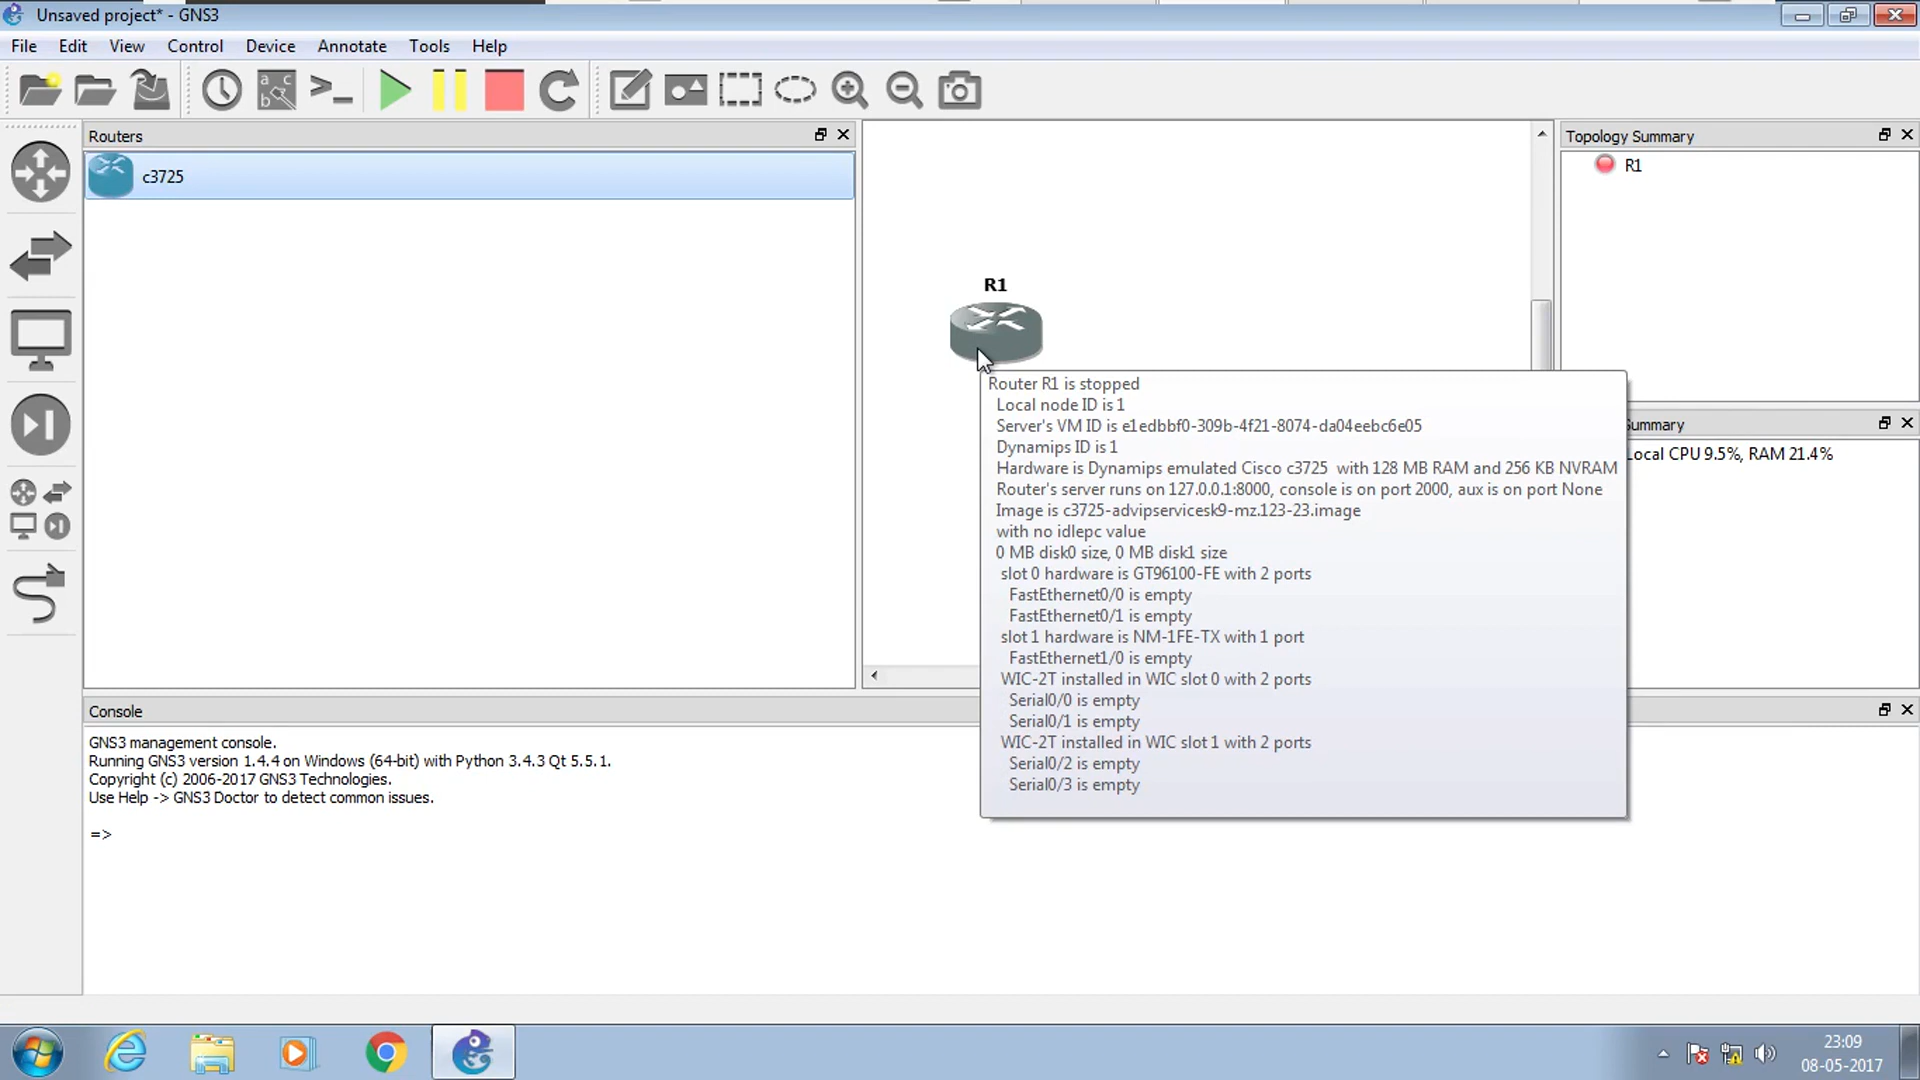 Unsaved project* - GNS3
File Edit View Control Device Annotate Tools Help
Routers
c3725
R1
Topology Summary
R1
Router R1 is stopped
Local node ID is 1
Server's VM ID is e1edbbf0-309b-4f21-8074-da04eebc6e05
Dynamips ID is 1
Hardware is Dynamips emulated Cisco c3725 with 128 MB RAM and 256 KB NVRAM
Router's server runs on 127.0.0.1:8000, console is on port 2000, aux is on port None
Image is c3725-advipservicesk9-mz.123-23.image
with no idlepc value
0 MB disk0 size, 0 MB disk1 size
slot 0 hardware is GT96100-FE with 2 ports
FastEthernet0/0 is empty
FastEthernet0/1 is empty
slot 1 hardware is NM-1FE-TX with 1 port
FastEthernet1/0 is empty
WIC-2T installed in WIC slot 0 with 2 ports
Serial0/0 is empty
Serial0/1 is empty
WIC-2T installed in WIC slot 1 with 2 ports
Serial0/2 is empty
Serial0/3 is empty
ummary
Local CPU 9.5%, RAM 21.4%
Console
GNS3 management console.
Running GNS3 version 1.4.4 on Windows (64-bit) with Python 3.4.3 Qt 5.5.1.
Copyright (c) 2006-2017 GNS3 Technologies.
Use Help -> GNS3 Doctor to detect common issues.
=>
23:09
08-05-2017